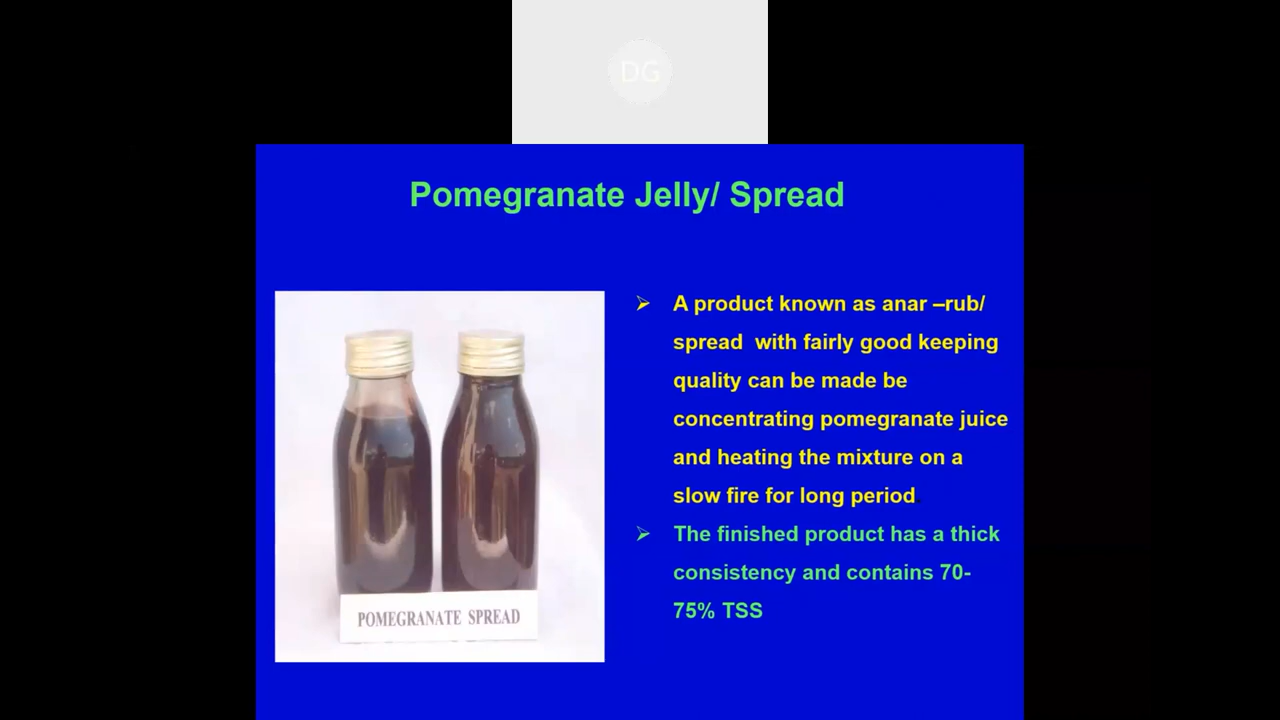 DG
Pomegranate Jelly/ Spread
➢ A product known as anar –rub/
spread with fairly good keeping
quality can be made be
concentrating pomegranate juice
and heating the mixture on a
slow fire for long period.
➢ The finished product has a thick
consistency and contains 70-
75% TSS
POMEGRANATE SPREAD